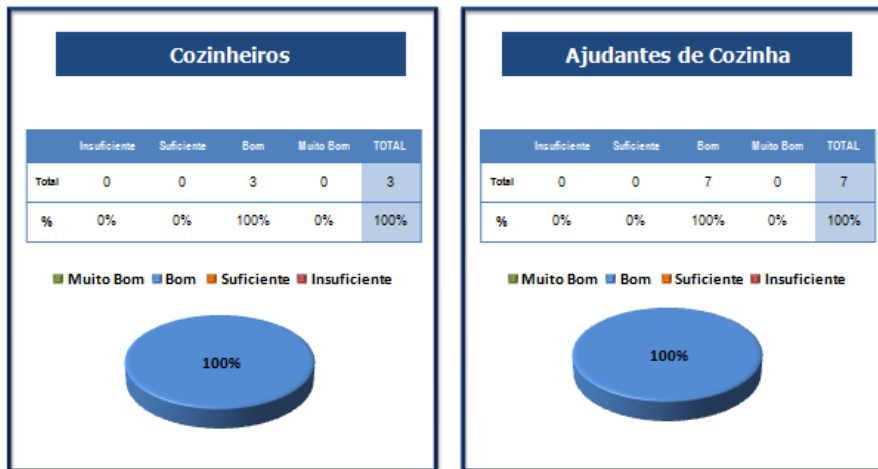 Cozinheiros
Insuficiente Suficiente Bom Muito Bom TOTAL
Total 0 0 3 0 3
% 0% 0% 100% 0% 100%
Muito Bom Bom Suficiente Insuficiente
100%
Ajudantes de Cozinha
Insuficiente Suficiente Bom Muito Bom TOTAL
Total 0 0 7 0 7
% 0% 0% 100% 0% 100%
Muito Bom Bom Suficiente Insuficiente
100%